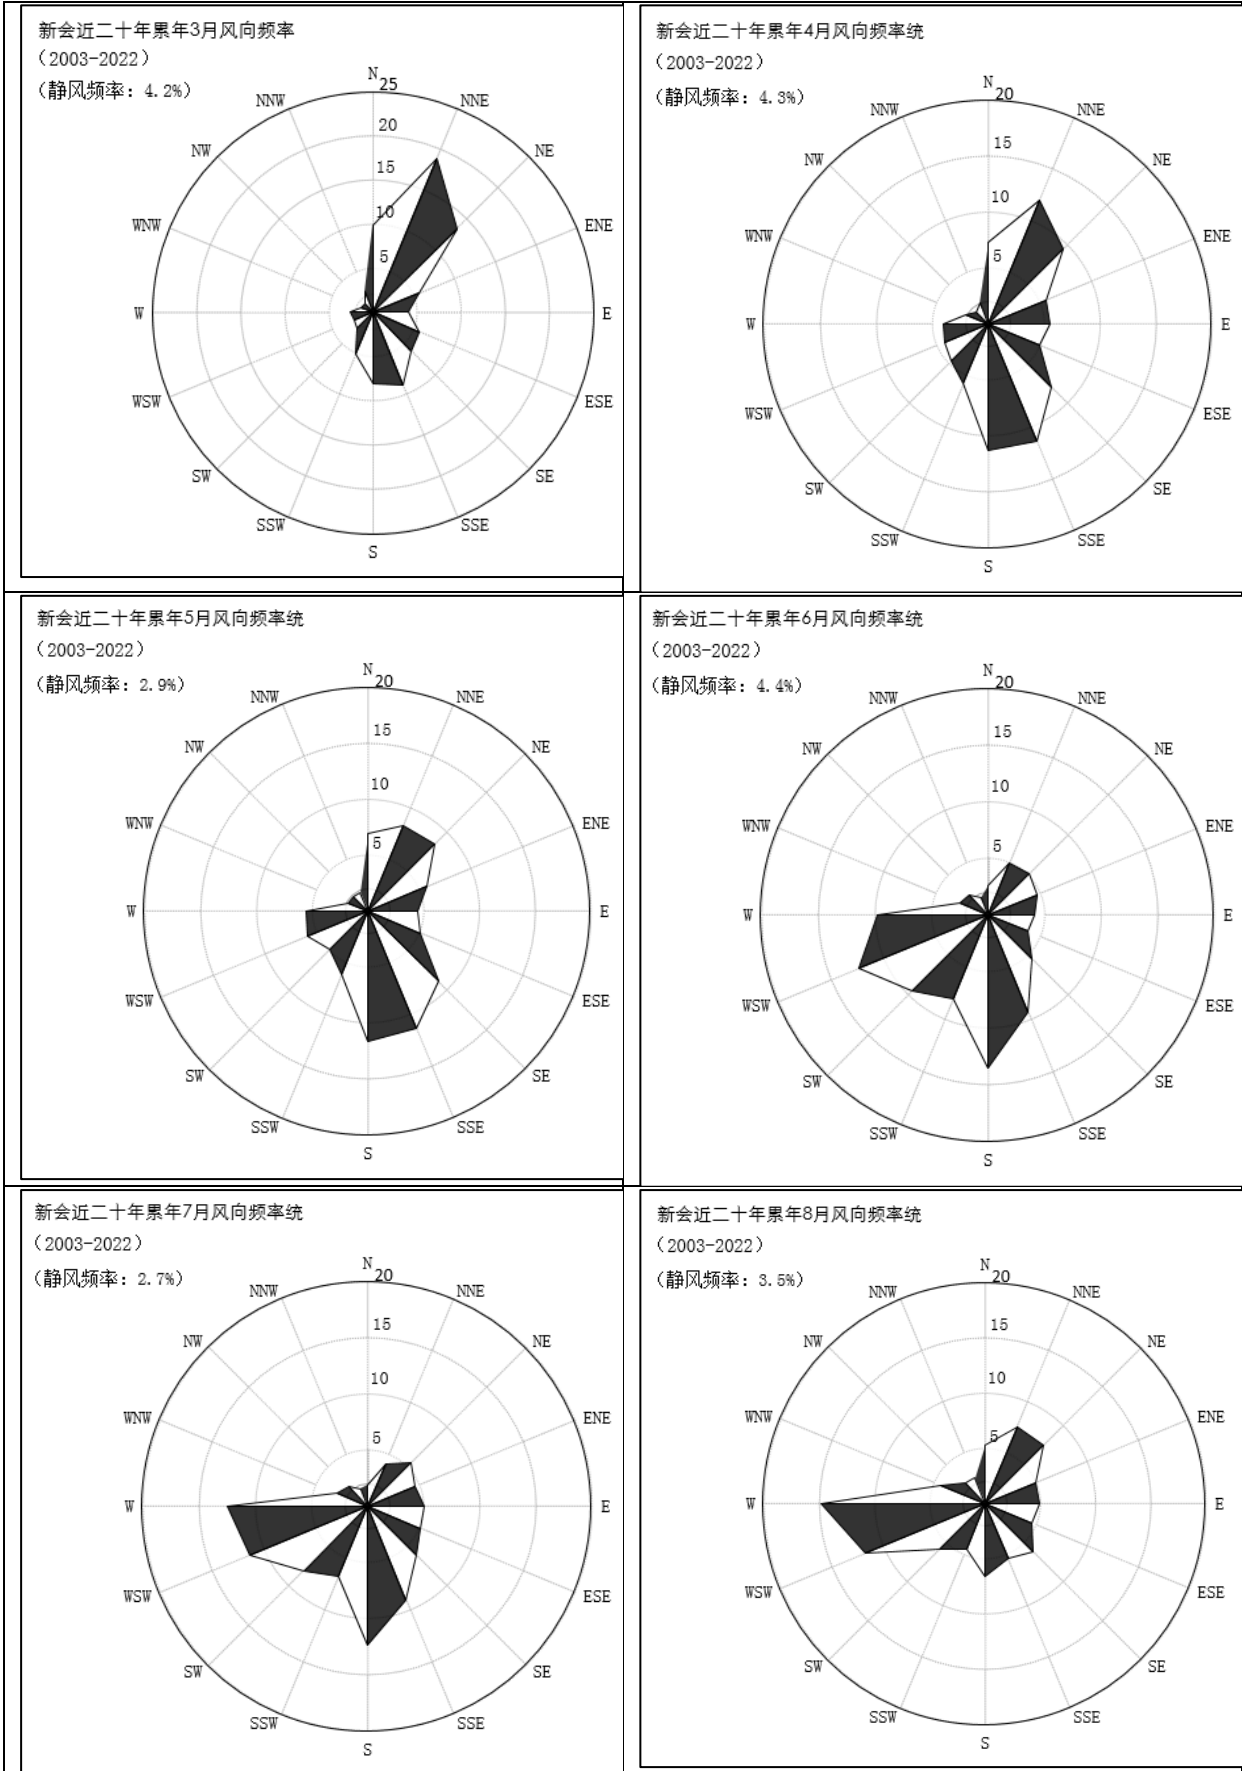 新会近二十年累年3月风向频率
（2003-2022）
（静风频率：4.2%）
N
25
NNW
NNE
20
NW
NE
15
WNW
ENE
10
5
W
E
WSW
ESE
SW
SE
SSW
SSE
S
新会近二十年累年4月风向频率统
（2003-2022）
（静风频率：4.3%）
N
20
NNW
NNE
15
NW
NE
10
WNW
ENE
5
W
E
WSW
ESE
SW
SE
SSW
SSE
S
新会近二十年累年5月风向频率统
（2003-2022）
（静风频率：2.9%）
N
20
NNW
NNE
15
NW
NE
10
WNW
ENE
5
W
E
WSW
ESE
SW
SE
SSW
SSE
S
新会近二十年累年6月风向频率统
（2003-2022）
（静风频率：4.4%）
N
20
NNW
NNE
15
NW
NE
10
WNW
ENE
5
W
E
WSW
ESE
SW
SE
SSW
SSE
S
新会近二十年累年7月风向频率统
（2003-2022）
（静风频率：2.7%）
N
20
NNW
NNE
15
NW
NE
10
WNW
ENE
5
W
E
WSW
ESE
SW
SE
SSW
SSE
S
新会近二十年累年8月风向频率统
（2003-2022）
（静风频率：3.5%）
N
20
NNW
NNE
15
NW
NE
10
WNW
ENE
5
W
E
WSW
ESE
SW
SE
SSW
SSE
S